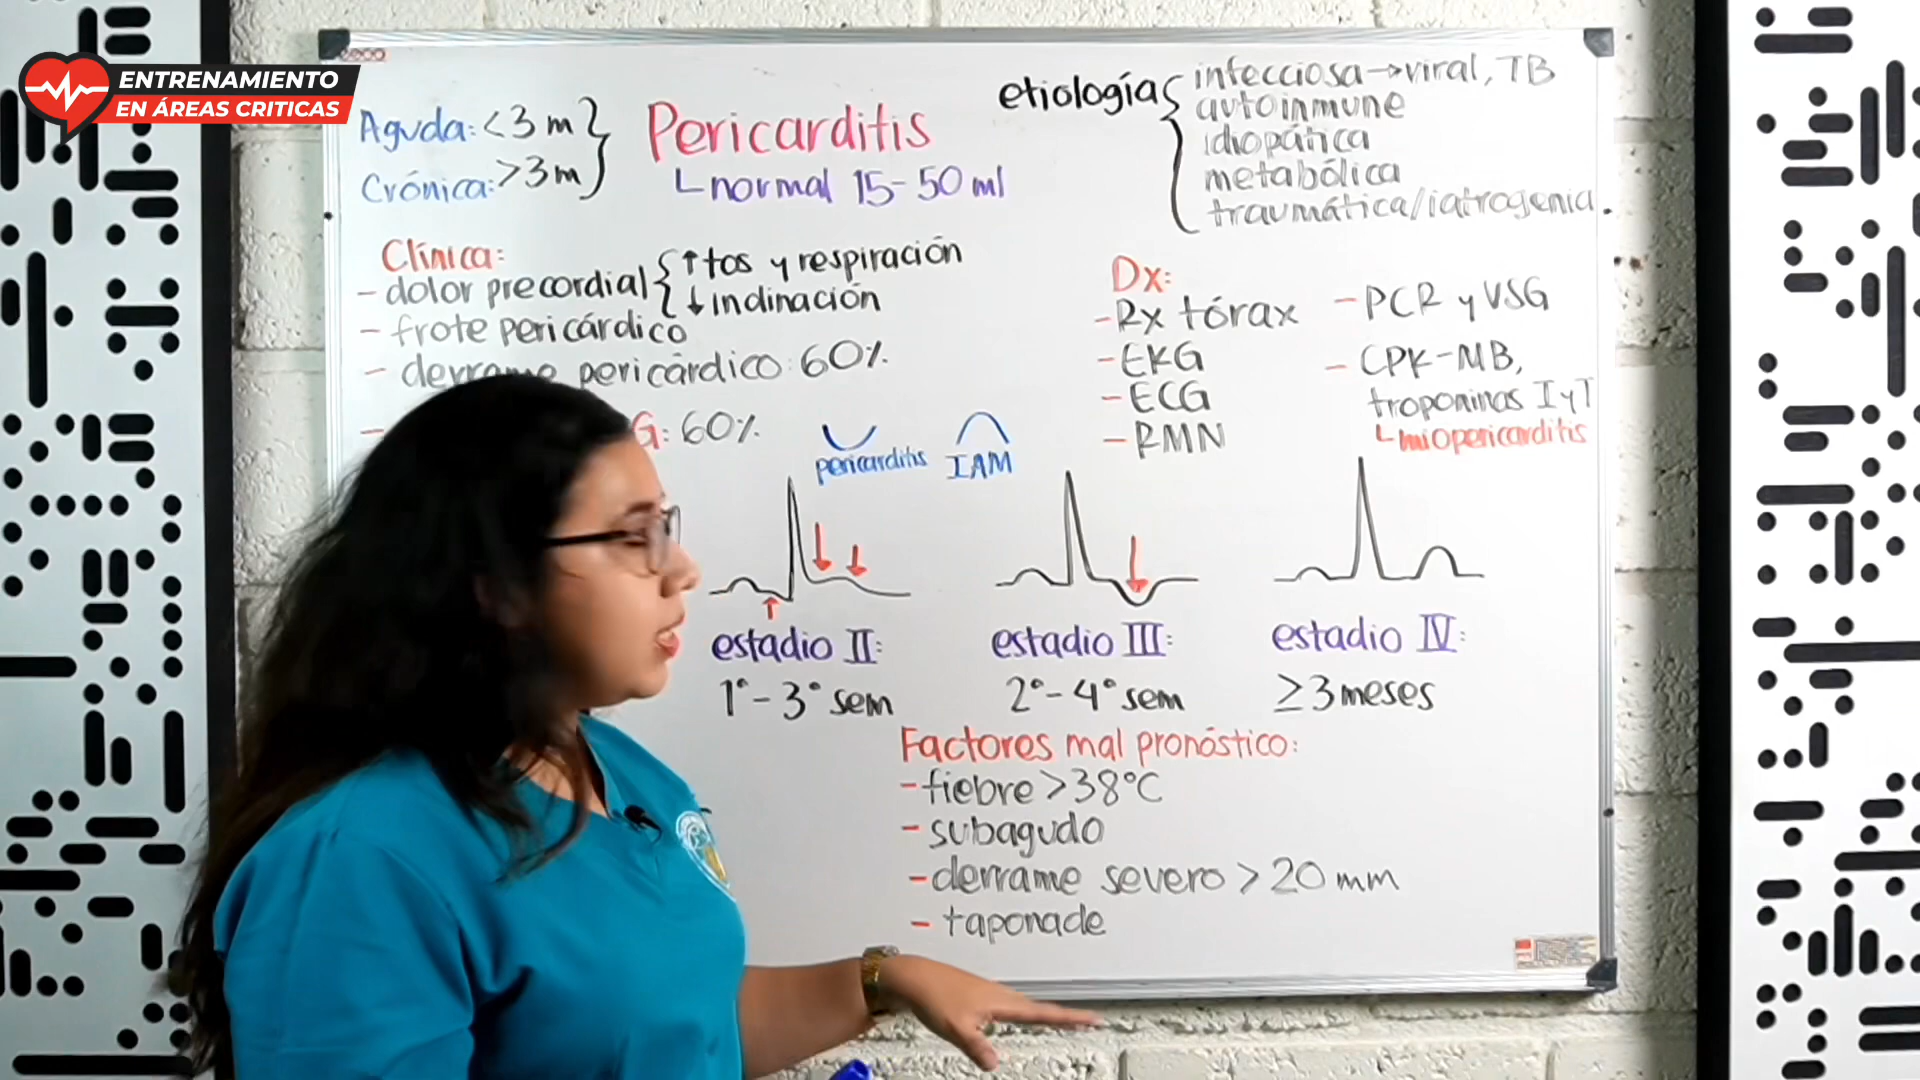 ENTRENAMIENTO
EN ÁREAS CRITICAS
Aguda: <3 m
Crónica: >3 m
Pericarditis
normal 15-50 ml
etiologías
infecciosa → viral, TB
autoinmune
idiopática
metabólica
traumática/iatrogenia.
Clínica:
- dolor precordial
↑ tos y respiración
↓ inclinación
- frote pericárdico
- derrame pericárdico: 60%
G: 60%
pericarditis
IAM
Dx:
- Rx tórax
- EKG
- ECG
- RMN
- PCR y VSG
- CPK-MB,
troponinas I y T
miopericarditis
estadio II:
1°-3° sem
estadio III:
2°-4° sem
estadio IV:
≥3 meses
Factores mal pronóstico:
- fiebre >38°C
- subagudo
- derrame severo > 20 mm
- taponade